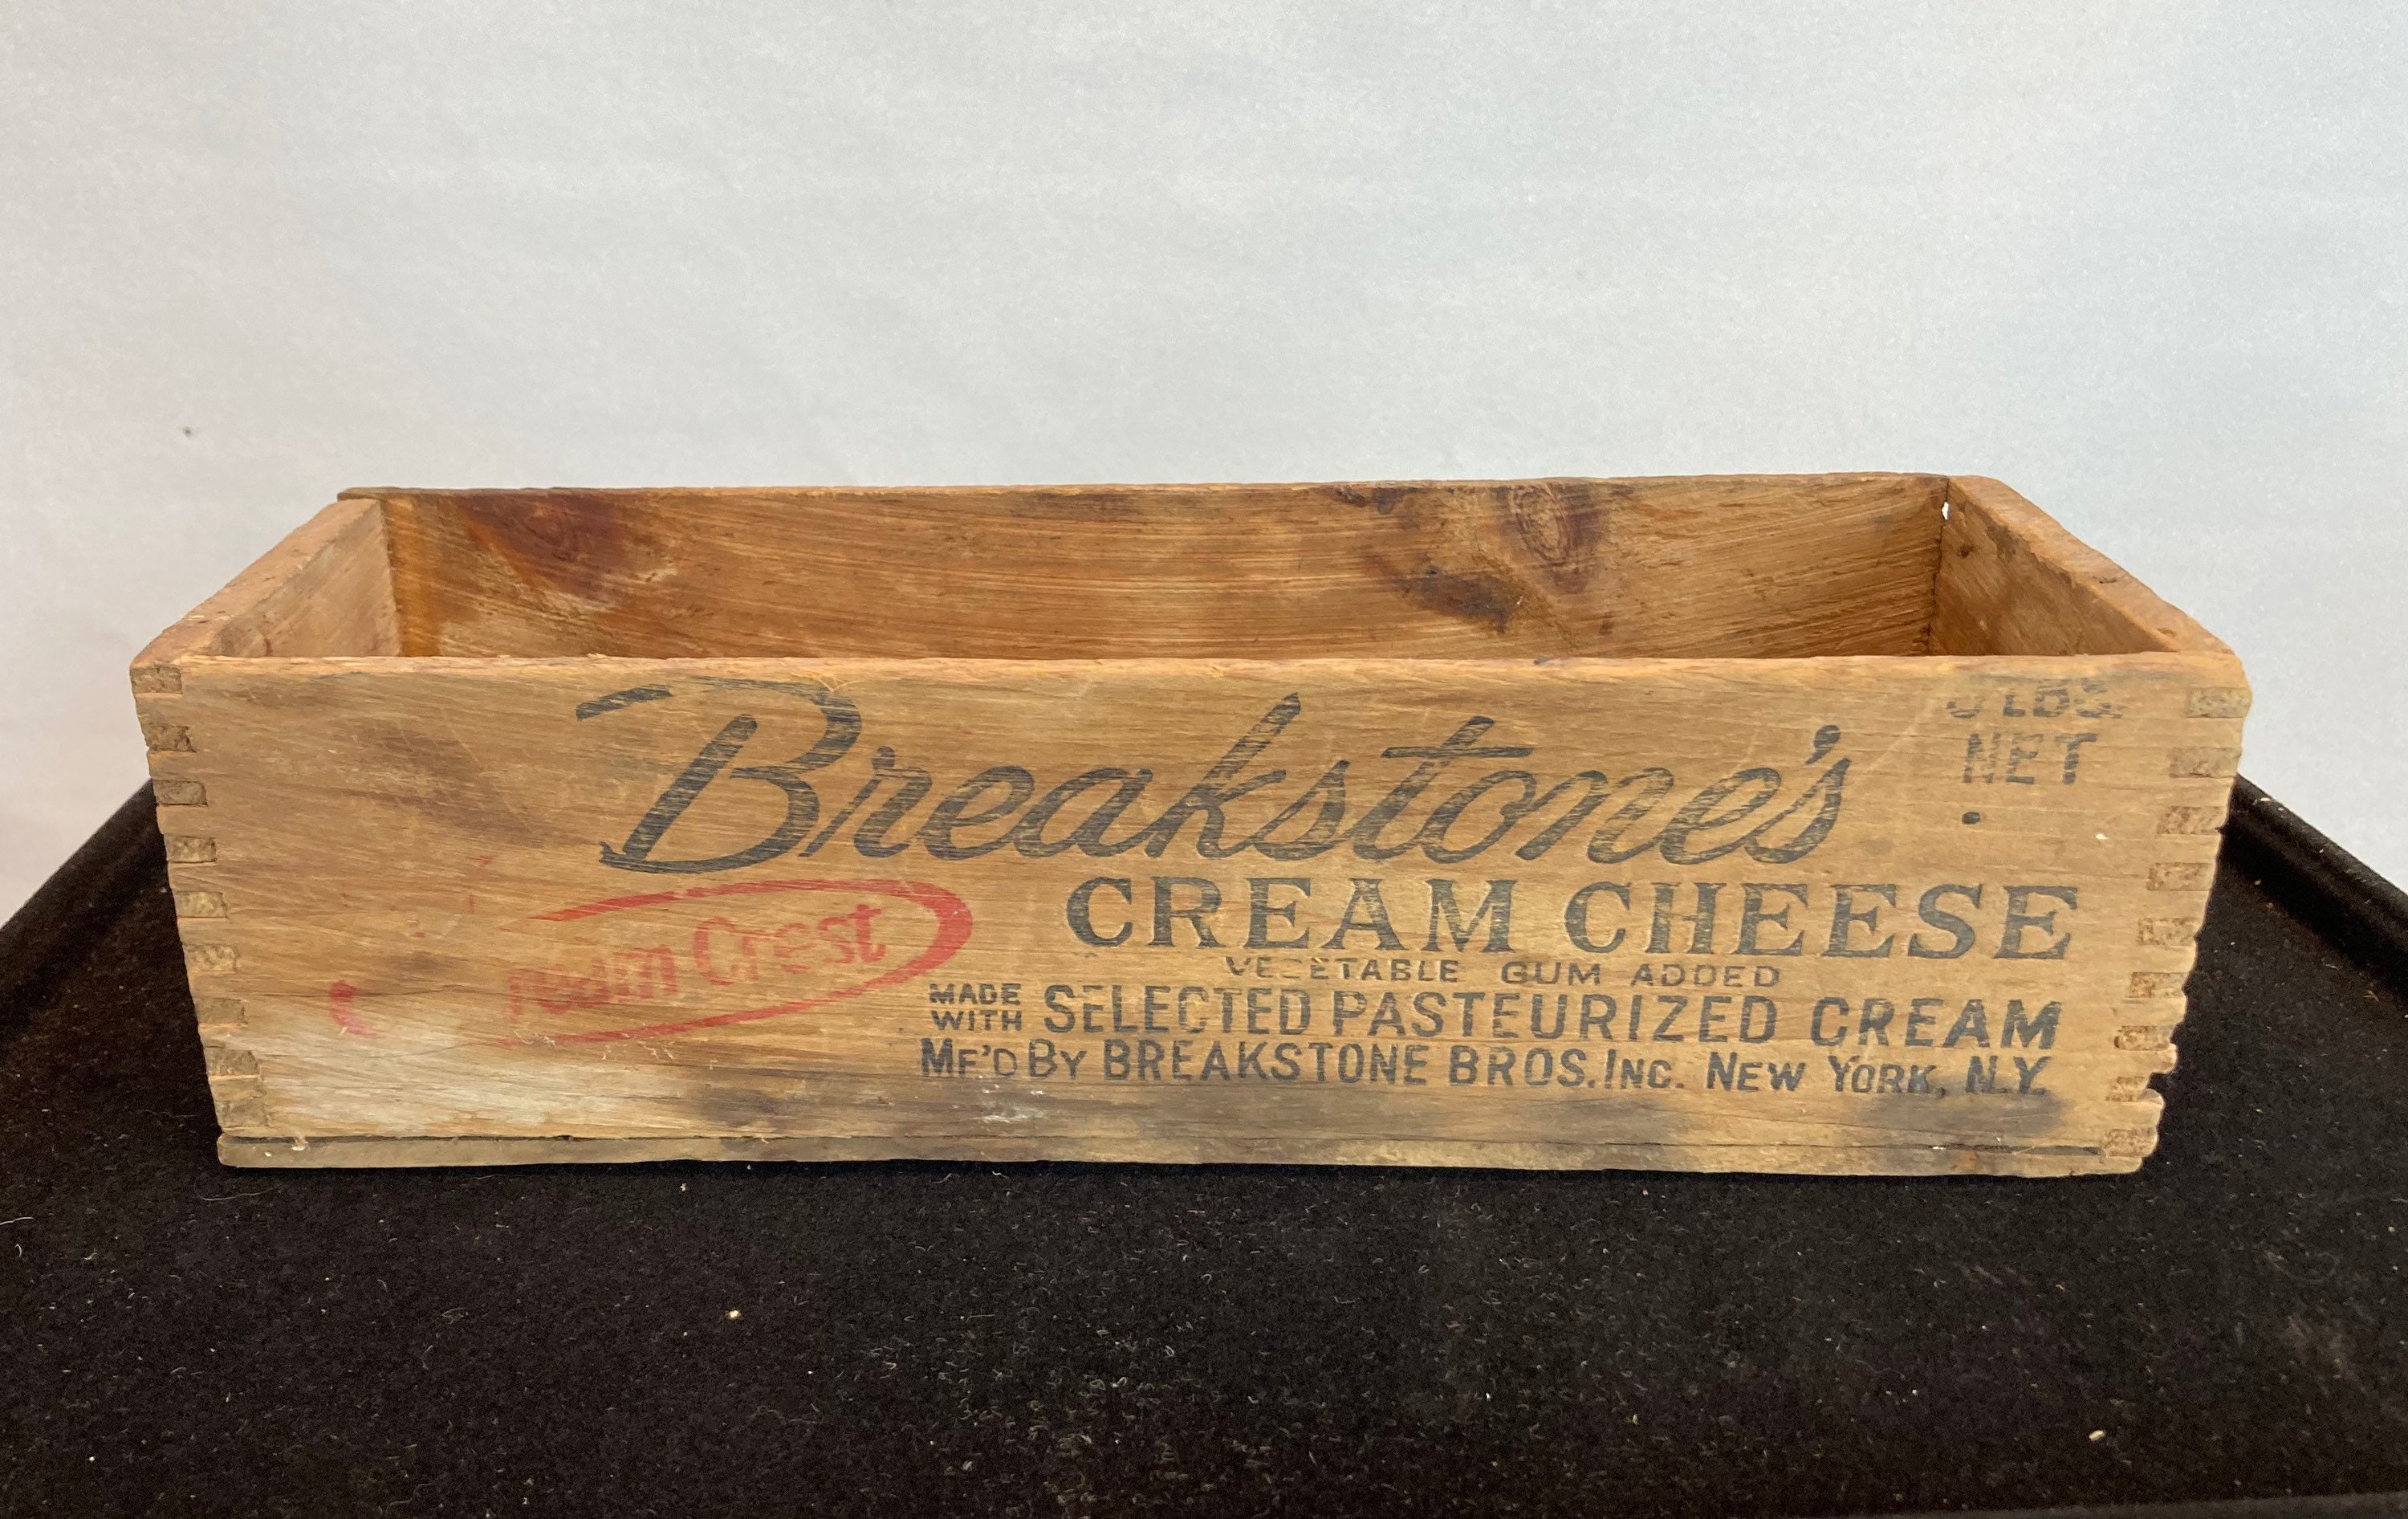 Breakstone's
LBS.
NET
CREAM CHEESE
Crest
VEGETABLE GUM ADDED
MADE WITH SELECTED PASTEURIZED CREAM
MF'D BY BREAKSTONE BROS. INC. NEW YORK, N.Y.